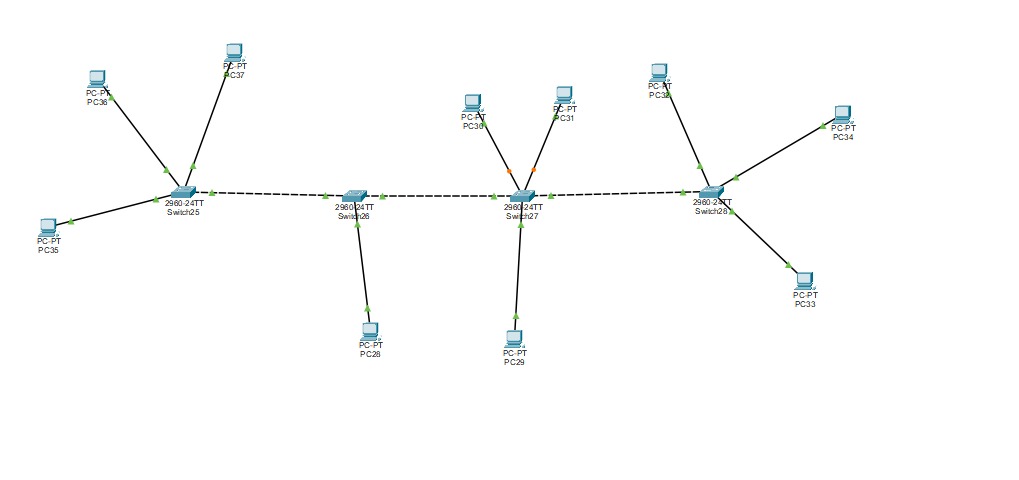 PC-PT
PC36
PC-PT
PC37
PC-PT
PC35
2960-24TT
Switch25
2960-24TT
Switch26
PC-PT
PC28
PC-PT
PC30
PC-PT
PC31
2960-24TT
Switch27
PC-PT
PC29
PC-PT
PC32
PC-PT
PC34
2960-24TT
Switch28
PC-PT
PC33